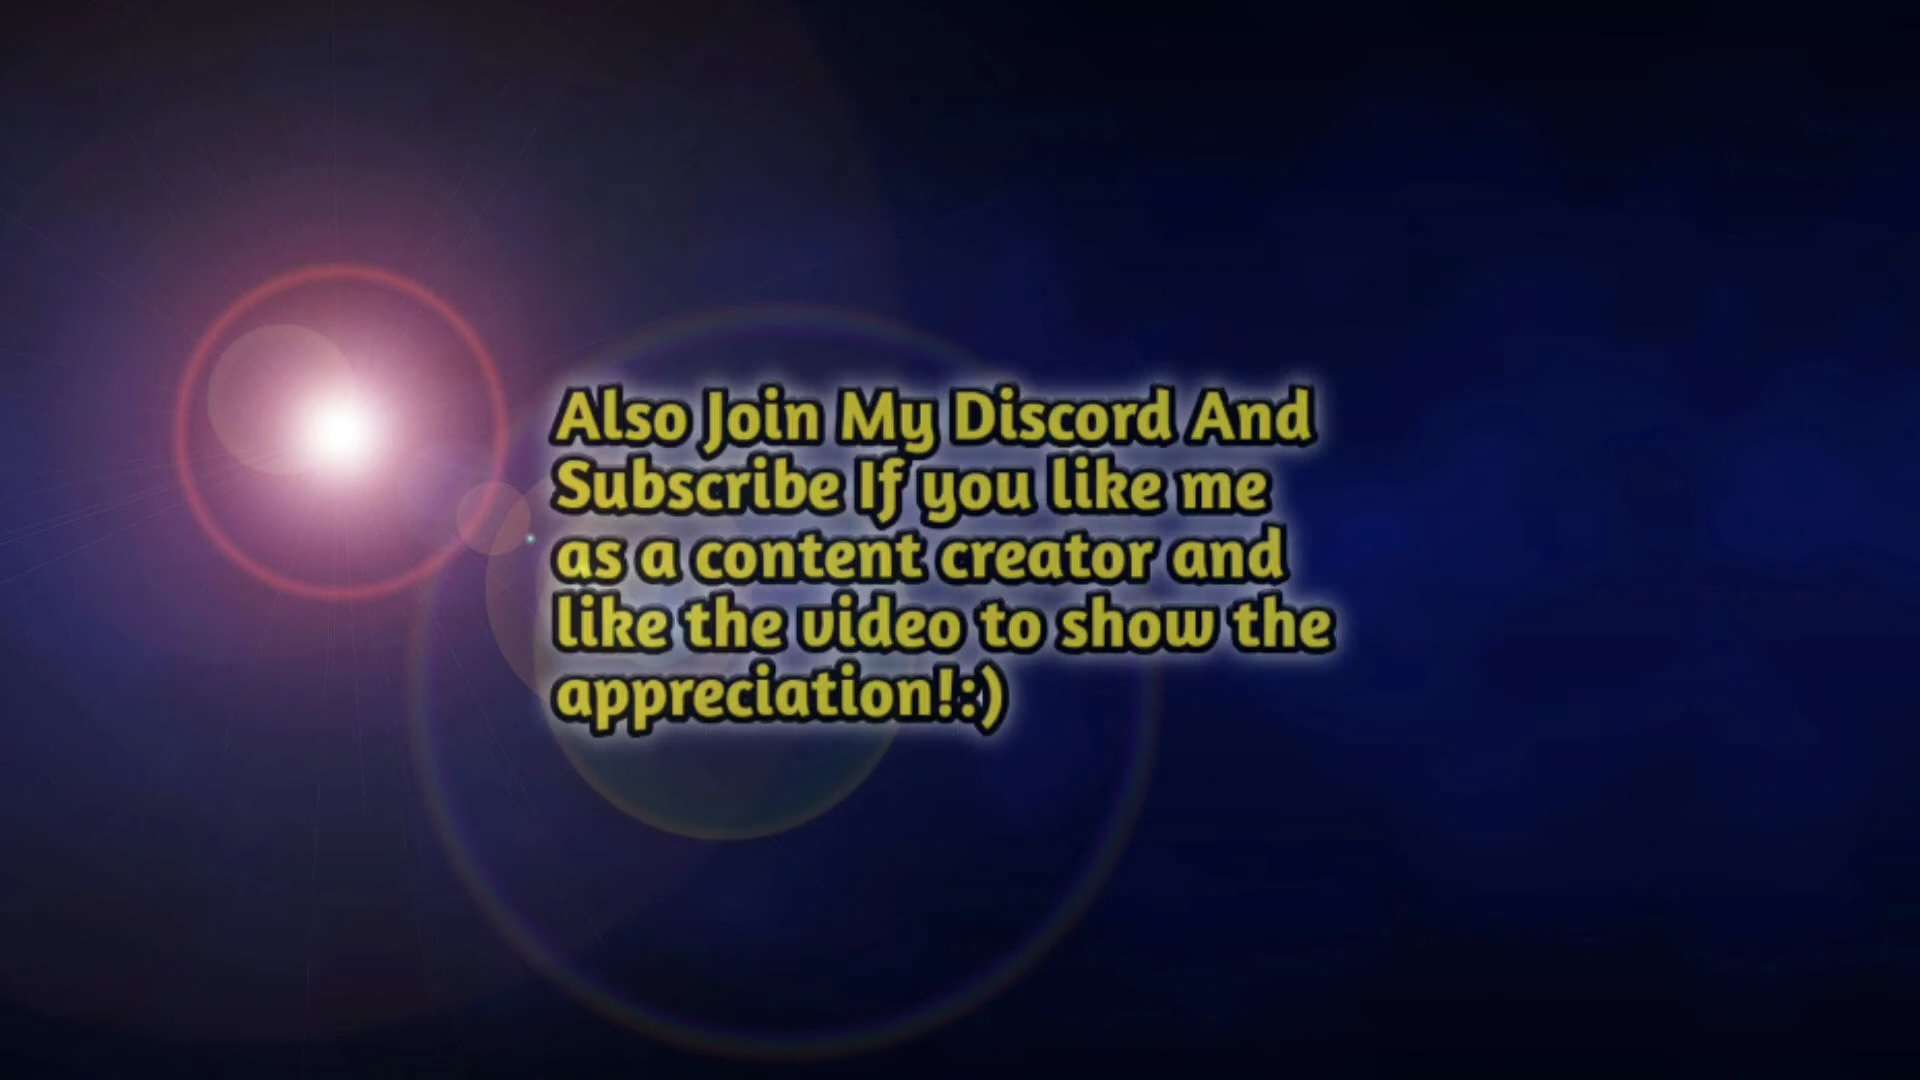 Also Join My Discord And
Subscribe If you like me
as a content creator and
like the video to show the
appreciation!:)